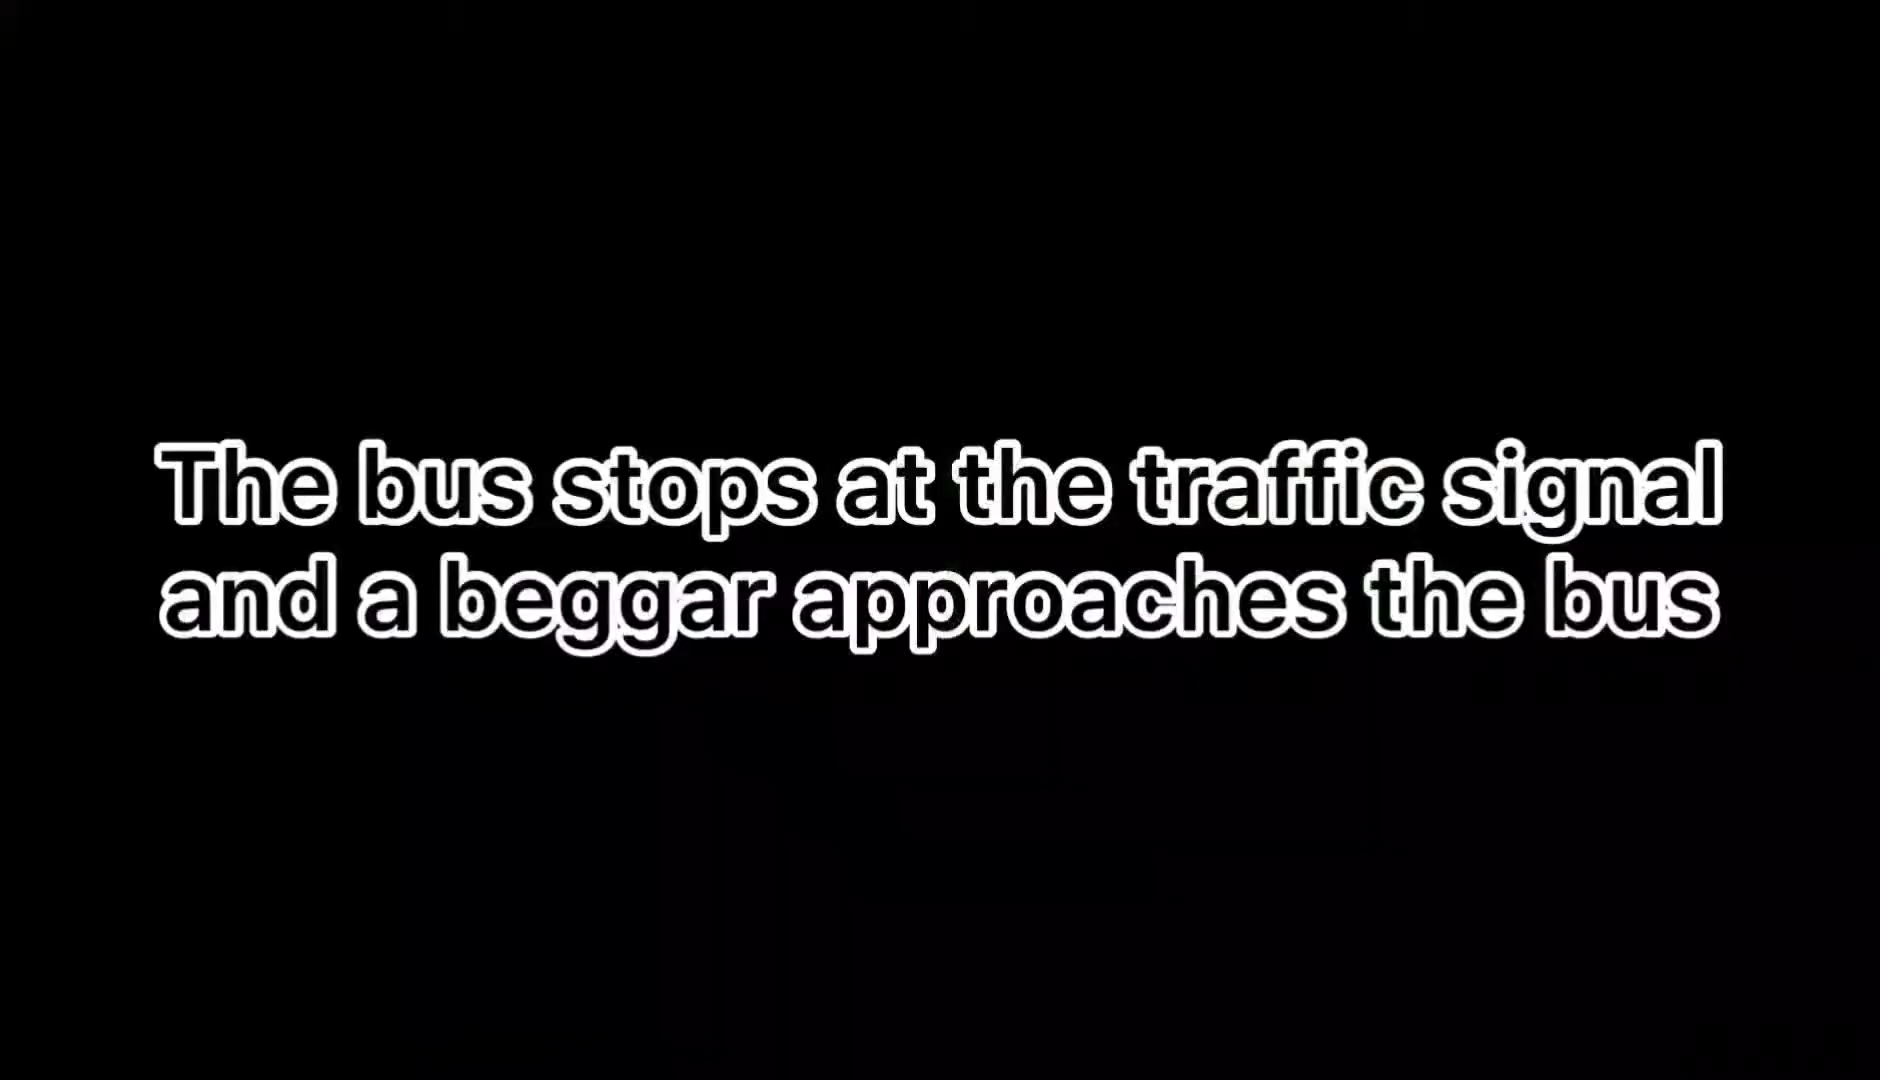 The bus stops at the traffic signal
and a beggar approaches the bus